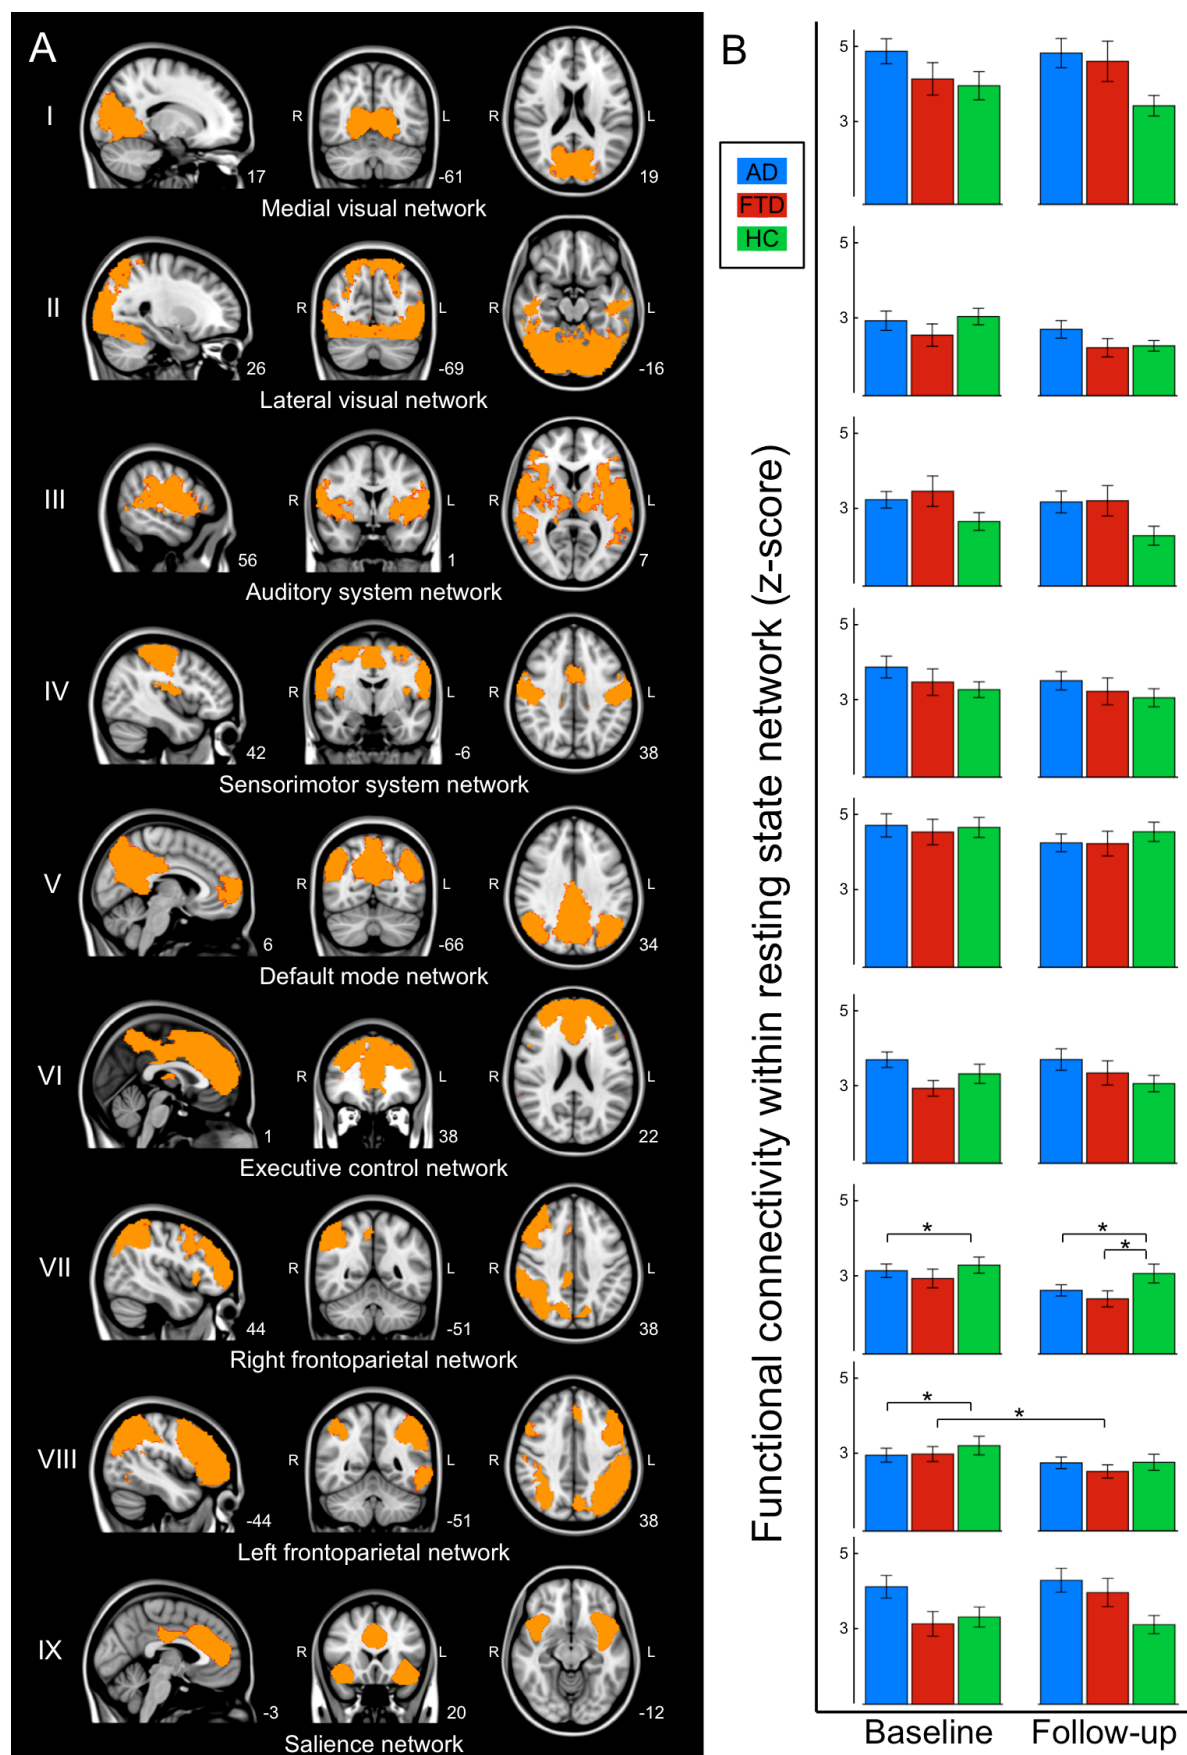 A
I
R
L
17
-61
19
Medial visual network
II
R
L
R
L
26
-69
-16
Lateral visual network
III
R
L
R
L
56
1
7
Auditory system network
IV
R
L
R
L
42
-6
38
Sensorimotor system network
V
R
L
R
L
6
-66
34
Default mode network
VI
R
L
R
L
1
38
22
Executive control network
VII
R
L
R
L
44
-51
38
Right frontoparietal network
VIII
R
L
R
L
-44
-51
38
Left frontoparietal network
IX
R
L
R
L
-3
20
-12
Salience network
B
AD
FTD
HC
Functional connectivity within resting state network (z-score)
5
3
5
3
5
3
5
3
5
3
5
3
5
3
*
*
*
5
3
*
*
5
3
Baseline
Follow-up